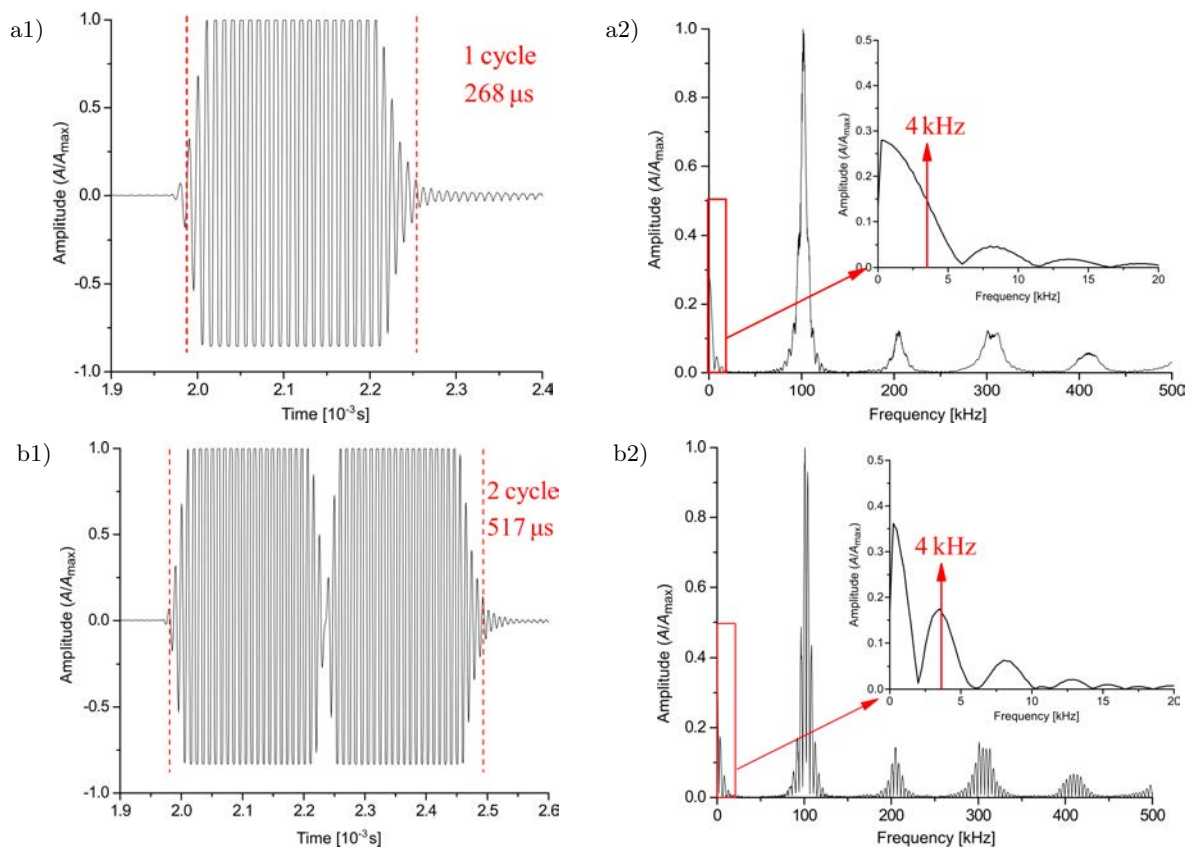 a1)
Amplitude (A/Amax)
1.0
0.5
0.0
-0.5
-1.0
1 cycle
268 μs
1.9 2.0 2.1 2.2 2.3 2.4
Time [10-3s]
a2)
Amplitude (A/Amax)
1.0
0.8
0.6
0.4
0.2
0.0
0 100 200 300 400 500
Frequency [kHz]
Amplitude (A/Amax)
0.5
0.4
0.3
0.2
0.1
0.0
4 kHz
0 5 10 15 20
Frequency [kHz]
b1)
Amplitude (A/Amax)
1.0
0.5
0.0
-0.5
-1.0
2 cycle
517 μs
1.9 2.0 2.1 2.2 2.3 2.4 2.5 2.6
Time [10-3s]
b2)
Amplitude (A/Amax)
1.0
0.8
0.6
0.4
0.2
0.0
0 100 200 300 400 500
Frequency [kHz]
Amplitude (A/Amax)
0.5
0.4
0.3
0.2
0.1
0.0
4 kHz
0 5 10 15 20
Frequency [kHz]